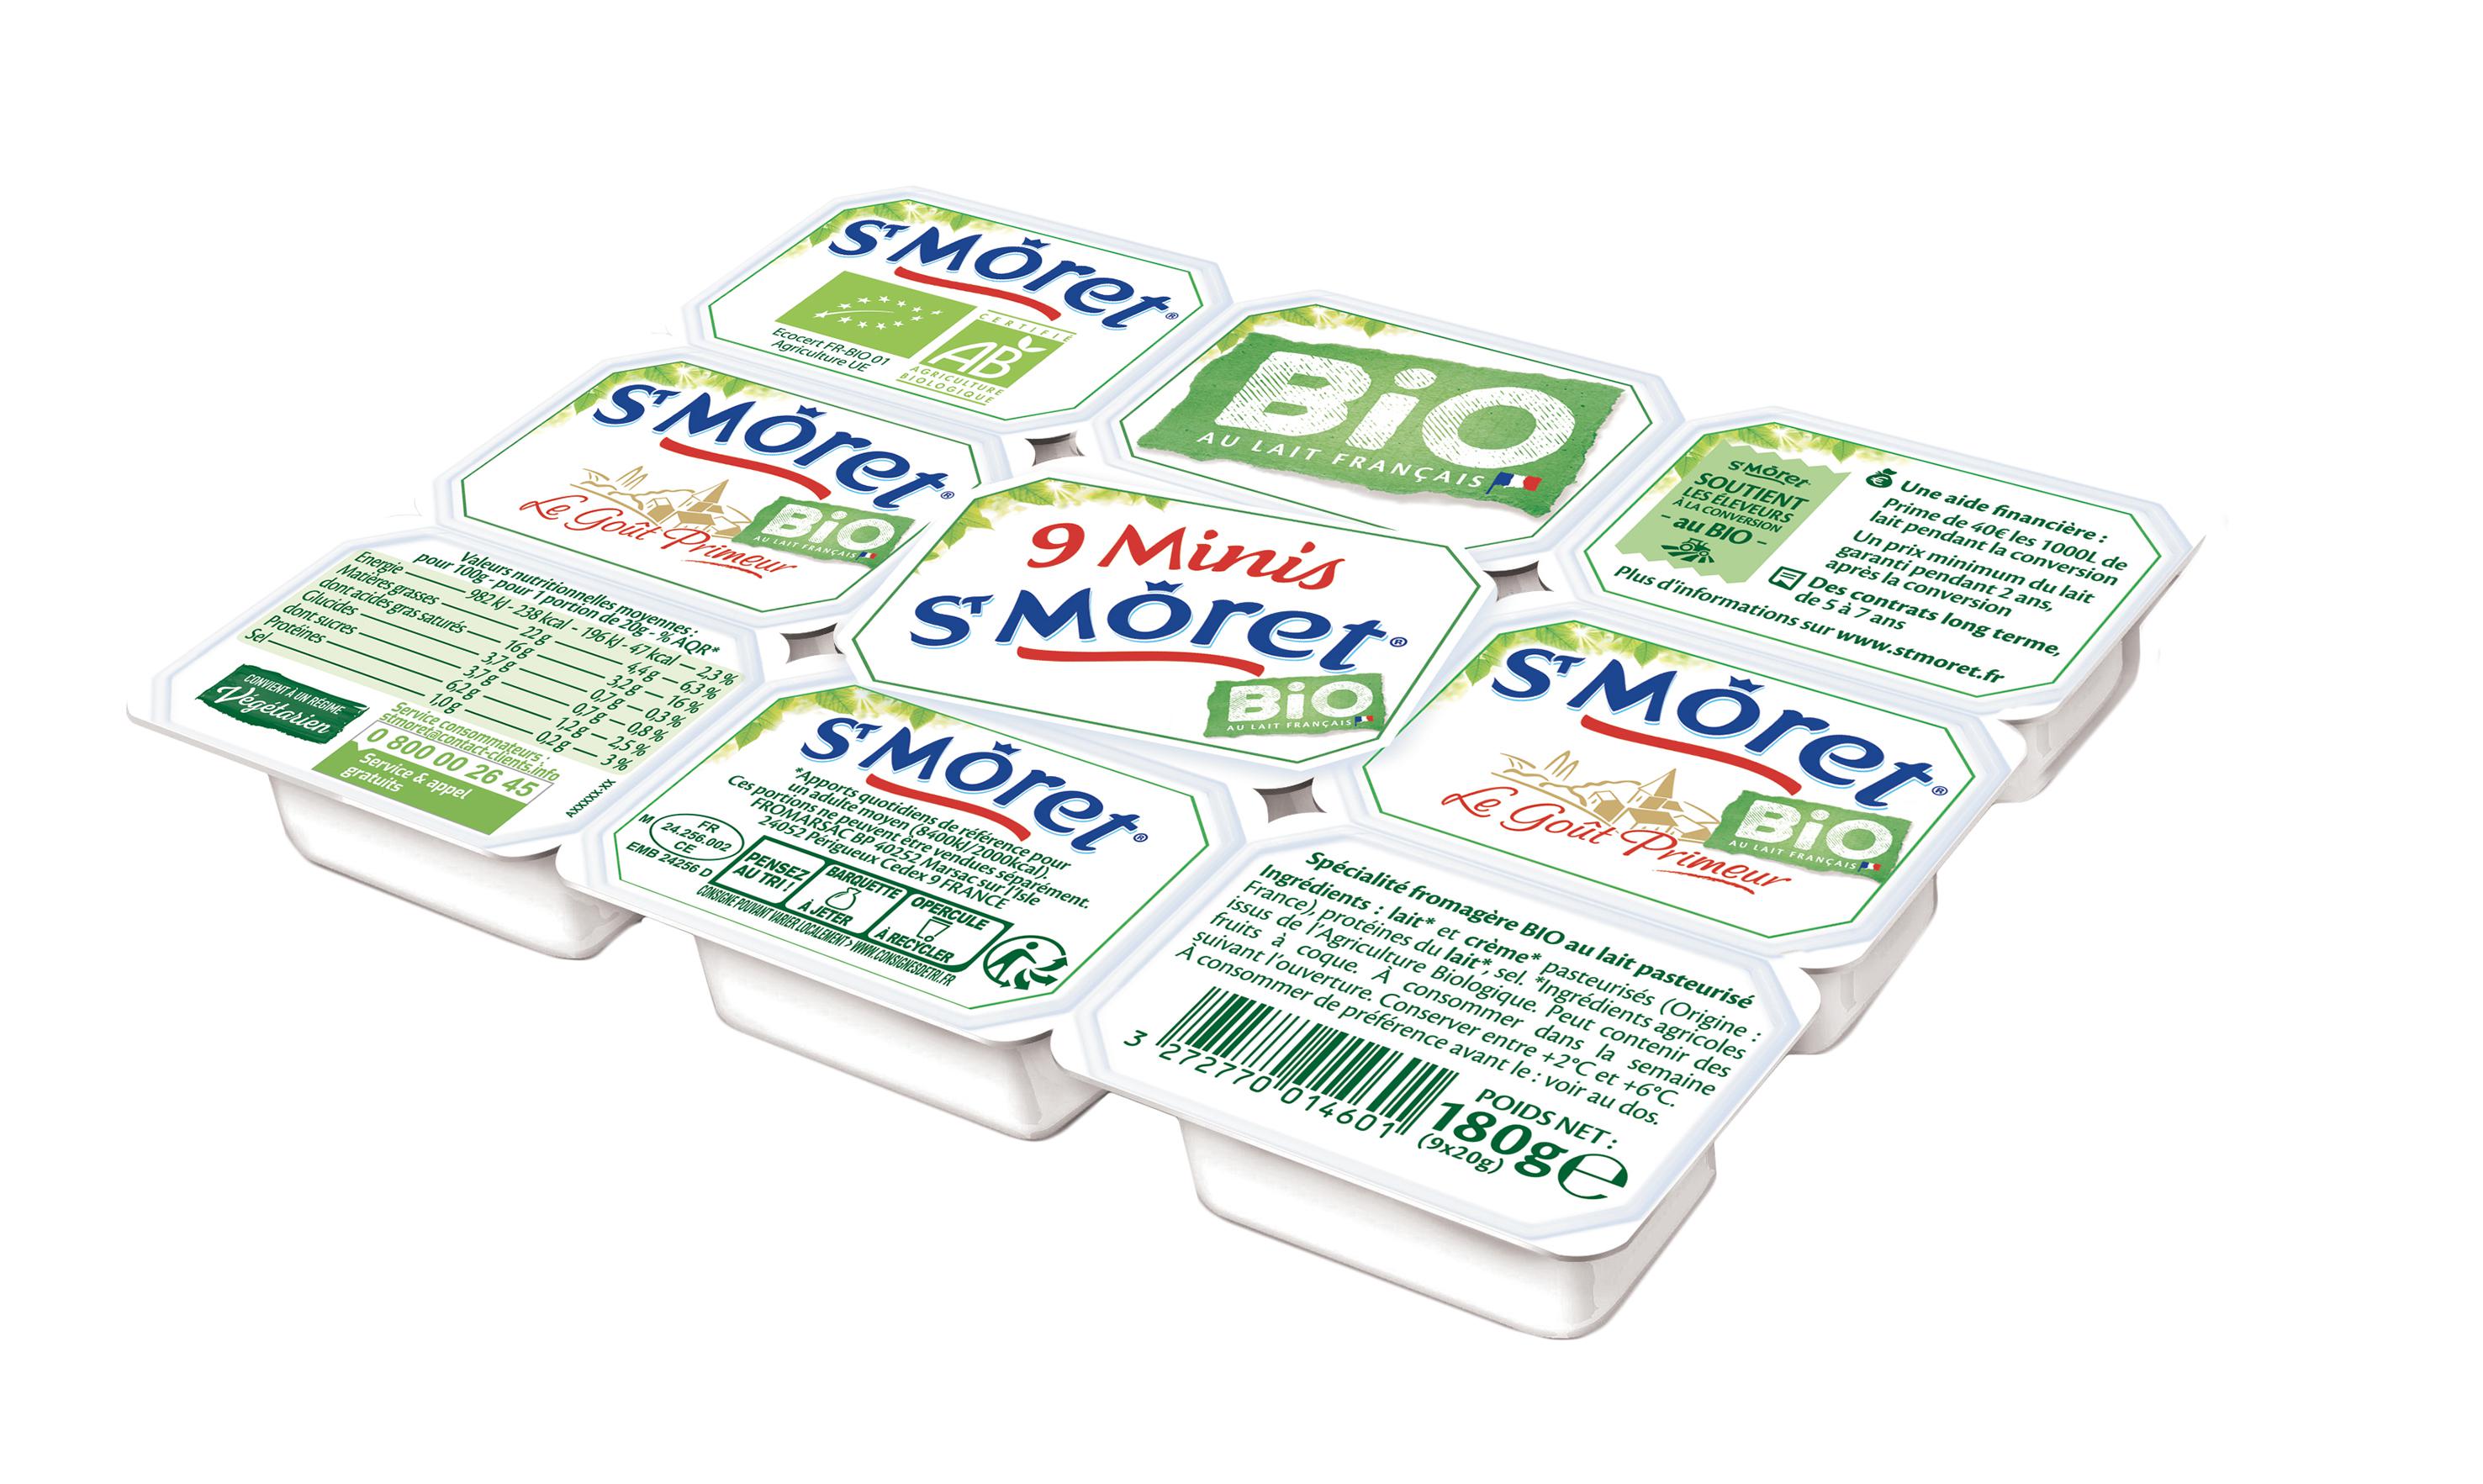 St Môret®
Ecocert FR-BIO 01
Agriculture UE
CERTIFIÉ
AB
AGRICULTURE
BIOLOGIQUE
BiO
AU LAIT FRANÇAIS
St Môret
SOUTIENT
LES ÉLEVEURS
À LA CONVERSION
- au BIO -
Une aide financière :
Prime de 40€ les 1000L de
lait pendant la conversion
Un prix minimum du lait
garanti pendant 2 ans,
après la conversion
Des contrats long terme,
de 5 à 7 ans
Plus d'informations sur www.stmoret.fr
St Môret®
Le Goût Primeur
BiO
AU LAIT FRANÇAIS
9 Minis
St Môret®
BiO
AU LAIT FRANÇAIS
St Môret®
Le Goût Primeur
BiO
AU LAIT FRANÇAIS
Valeurs nutritionnelles moyennes :
pour 100g - pour 1 portion de 20g - % AQR*
Energie 982 kJ - 238 kcal - 196 kJ - 47 kcal 2,3 %
Matières grasses 22 g 4,4 g 6,3 %
dont acides gras saturés 16 g 3,2 g 16 %
Glucides 3,7 g 0,7 g 0,3 %
dont sucres 3,7 g 0,7 g 0,8 %
Protéines 6,2 g 1,2 g 2,5 %
Sel 1,0 g 0,2 g 3 %
CONVIENT À UN RÉGIME
Végétarien
Service consommateurs :
stmoret@contact-clients.info
0 800 00 26 45
Service & appel
gratuits
AXXXXX-XX
St Môret®
*Apports quotidiens de référence pour
un adulte moyen (8400kJ/2000kcal).
Ces portions ne peuvent être vendues séparément.
FROMARSAC BP 40252 Marsac sur l'Isle
24052 Périgueux Cedex 9 FRANCE
M
FR
24.256.002
CE
EMB 24256 D
PENSEZ
AU TRI !
BARQUETTE
À JETER
OPERCULE
À RECYCLER
CONSIGNE POUVANT VARIER LOCALEMENT > WWW.CONSIGNESDETRI.FR
Spécialité fromagère BIO au lait pasteurisé
Ingrédients : lait* et crème* pasteurisés (Origine :
France), protéines du lait*, sel. *Ingrédients agricoles
issus de l'Agriculture Biologique. Peut contenir des
fruits à coque. À consommer dans la semaine
suivant l'ouverture. Conserver entre +2°C et +6°C.
À consommer de préférence avant le : voir au dos.
3 272770 014601
POIDS NET :
180g e
(9x20g)